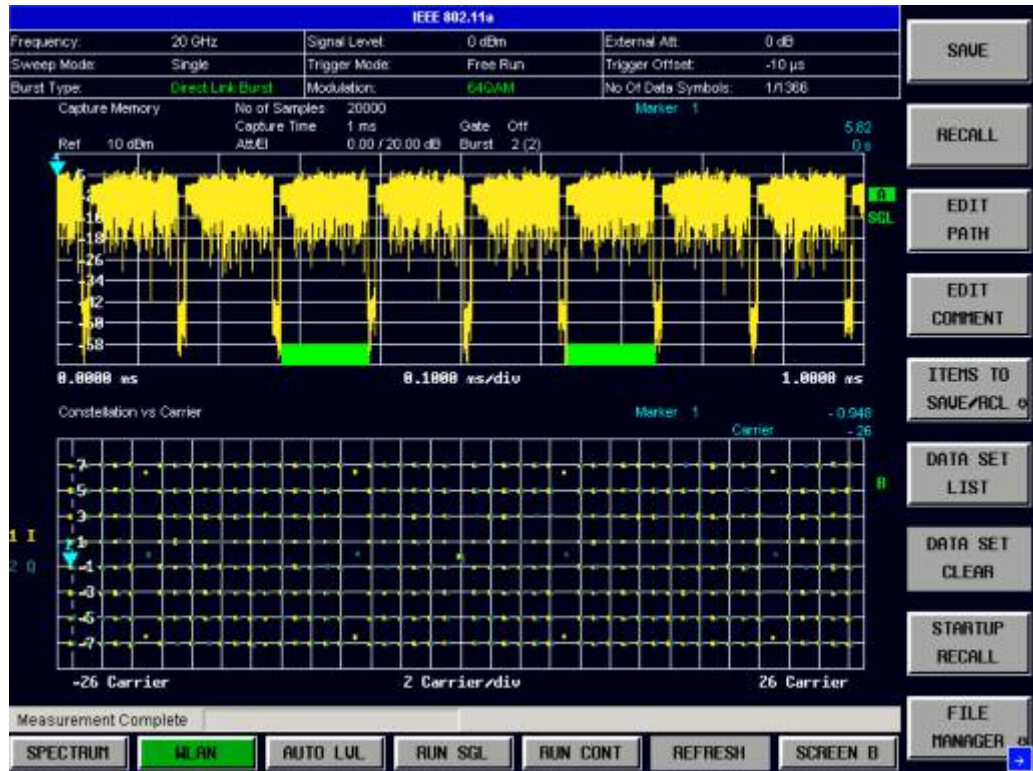 IEEE 802.11a
Frequency: 20 GHz Signal Level: 0 dBm External Att: 0 dB
Sweep Mode: Single Trigger Mode: Free Run Trigger Offset: -10 µs
Burst Type: Direct Link Burst Modulation: 64QAM No Of Data Symbols: 1/1366
Capture Memory No of Samples 20000 Marker 1
Capture Time 1 ms Gate Off 5.82
Ref 10 dBm Att/El 0.00 / 20.00 dB Burst 2 (2) 0 s
A
SGL
-18
-26
-34
-42
-58
-58
0.0000 ms 0.1000 ms/div 1.0000 ms
Constellation vs Carrier Marker 1 -0.948
Carrier -26
7
5
3
1
-1
-3
-5
-7
1 I
2 Q
B
-26 Carrier 2 Carrier/div 26 Carrier
Measurement Complete
SPECTRUM WLAN AUTO LVL RUN SGL RUN CONT REFRESH SCREEN B
SAVE
RECALL
EDIT
PATH
EDIT
COMMENT
ITEMS TO
SAVE/RCL
DATA SET
LIST
DATA SET
CLEAR
STARTUP
RECALL
FILE
MANAGER